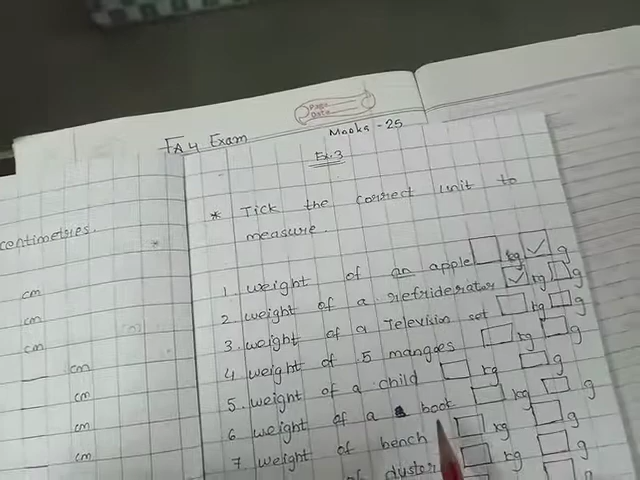 Page
Date
FA 4 Exam
Marks - 25
Ex.3
centimetres.
* Tick the correct unit to
measure.
cm
cm
cm
cm
cm
cm
cm
1. weight of an apple kg ✓ g
2 weight of a refriderator ✓ kg g
3. weight of a Television set kg g
4 weight of 5 mangoes kg g
5. weight of a child kg g
6 weight of a book kg g
7 weight of bench kg g
of duster kg g